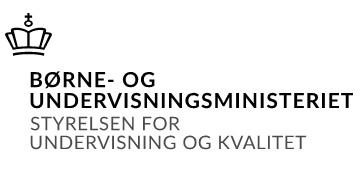 BØRNE- OG
UNDERVISNINGSMINISTERIET
STYRELSEN FOR
UNDERVISNING OG KVALITET